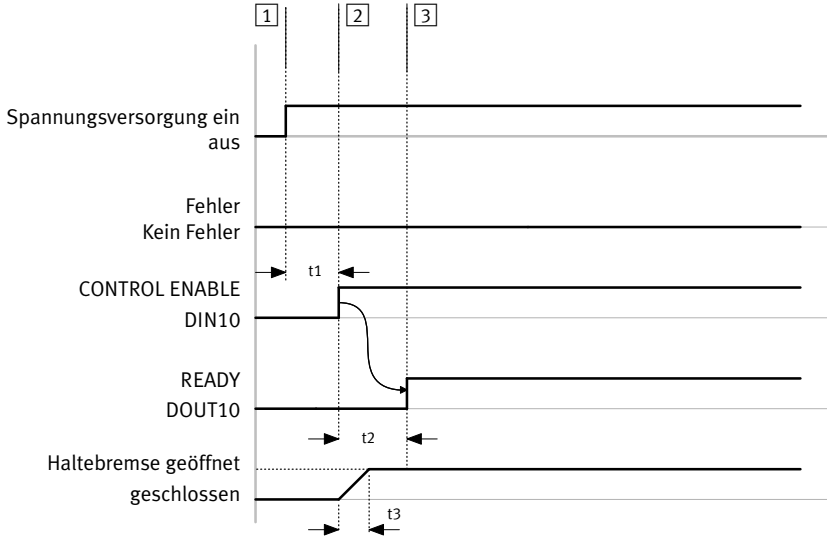 1 2 3
Spannungsversorgung ein
aus
Fehler
Kein Fehler
t1
CONTROL ENABLE
DIN10
READY
DOUT10
t2
Haltebremse geöffnet
geschlossen
t3